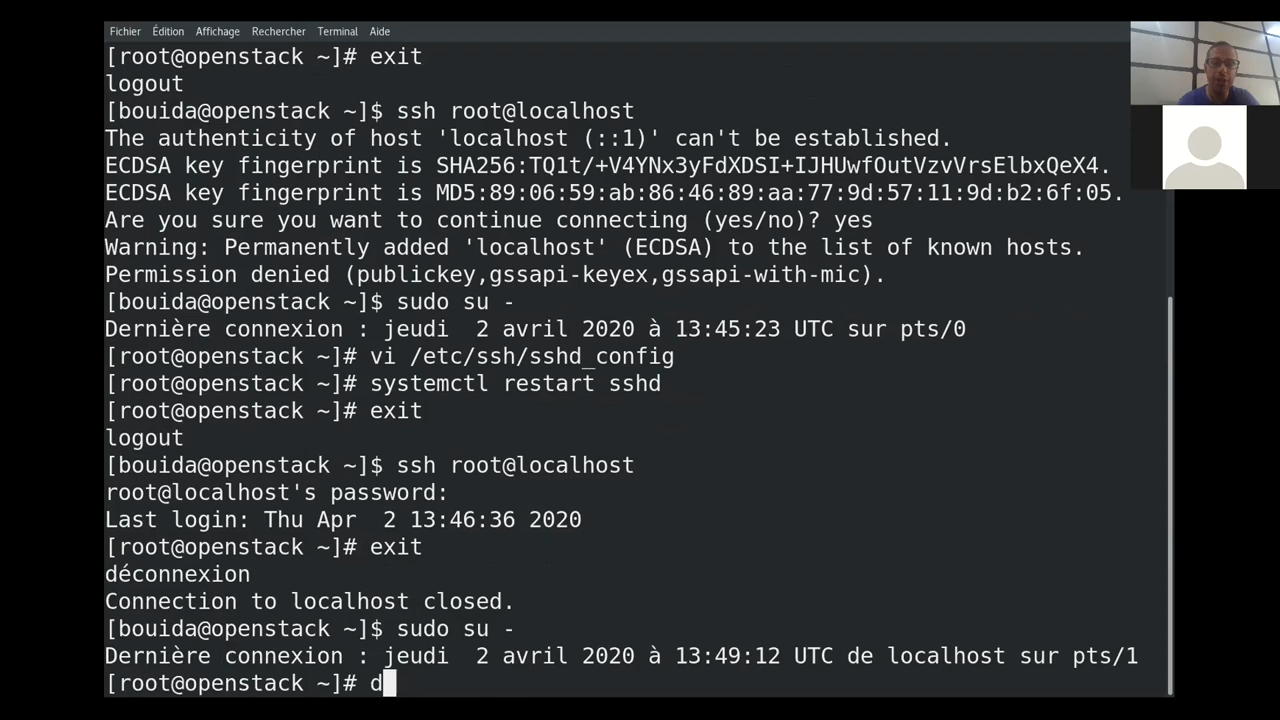 Fichier Édition Affichage Rechercher Terminal Aide
[root@openstack ~]# exit
logout
[bouida@openstack ~]$ ssh root@localhost
The authenticity of host 'localhost (::1)' can't be established.
ECDSA key fingerprint is SHA256:TQ1t/+V4YNx3yFdXDSI+IJHUwfOutVzvVrsElbxQeX4.
ECDSA key fingerprint is MD5:89:06:59:ab:86:46:89:aa:77:9d:57:11:9d:b2:6f:05.
Are you sure you want to continue connecting (yes/no)? yes
Warning: Permanently added 'localhost' (ECDSA) to the list of known hosts.
Permission denied (publickey,gssapi-keyex,gssapi-with-mic).
[bouida@openstack ~]$ sudo su -
Dernière connexion : jeudi  2 avril 2020 à 13:45:23 UTC sur pts/0
[root@openstack ~]# vi /etc/ssh/sshd_config
[root@openstack ~]# systemctl restart sshd
[root@openstack ~]# exit
logout
[bouida@openstack ~]$ ssh root@localhost
root@localhost's password:
Last login: Thu Apr  2 13:46:36 2020
[root@openstack ~]# exit
déconnexion
Connection to localhost closed.
[bouida@openstack ~]$ sudo su -
Dernière connexion : jeudi  2 avril 2020 à 13:49:12 UTC de localhost sur pts/1
[root@openstack ~]# d